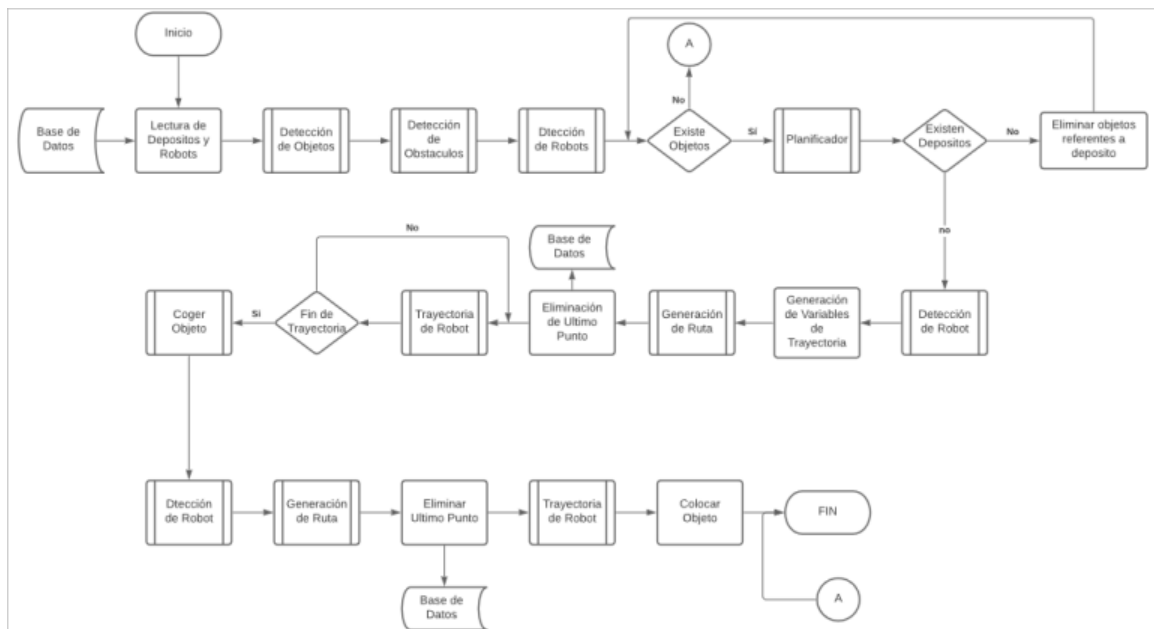 Inicio
A
No
Base de
Datos
Lectura de
Depositos y
Robots
Detección
de Objetos
Detección
de
Obstaculos
Dtección
de Robots
Existe
Objetos
Sí
Planificador
Existen
Depositos
No
Eliminar objetos
referentes a
deposito
no
No
Base de
Datos
Coger
Objeto
Si
Fin de
Trayectoria
Trayectoria
de Robot
Eliminación
de Ultimo
Punto
Generación
de Ruta
Generación
de Variables
de
Trayectoria
Detección
de Robot
Dtección
de Robot
Generación
de Ruta
Eliminar
Ultimo Punto
Trayectoria
de Robot
Colocar
Objeto
FIN
Base de
Datos
A